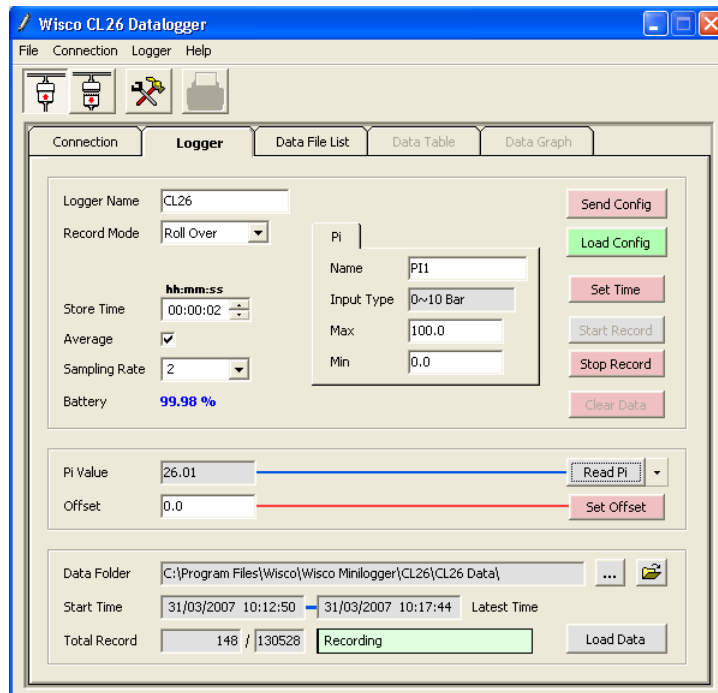 Wisco CL26 Datalogger
File Connection Logger Help
Connection Logger Data File List Data Table Data Graph
Logger Name CL26 Send Config
Record Mode Roll Over Pi Load Config
Name PI1
hh:mm:ss Set Time
Store Time 00:00:02 Input Type 0~10 Bar
Average Max 100.0 Start Record
Sampling Rate 2 Min 0.0 Stop Record
Battery 99.98 % Clear Data
Pi Value 26.01 Read Pi
Offset 0.0 Set Offset
Data Folder C:\Program Files\Wisco\Wisco Minilogger\CL26\CL26 Data\ ...
Start Time 31/03/2007 10:12:50 31/03/2007 10:17:44 Latest Time
Total Record 148 / 130528 Recording Load Data